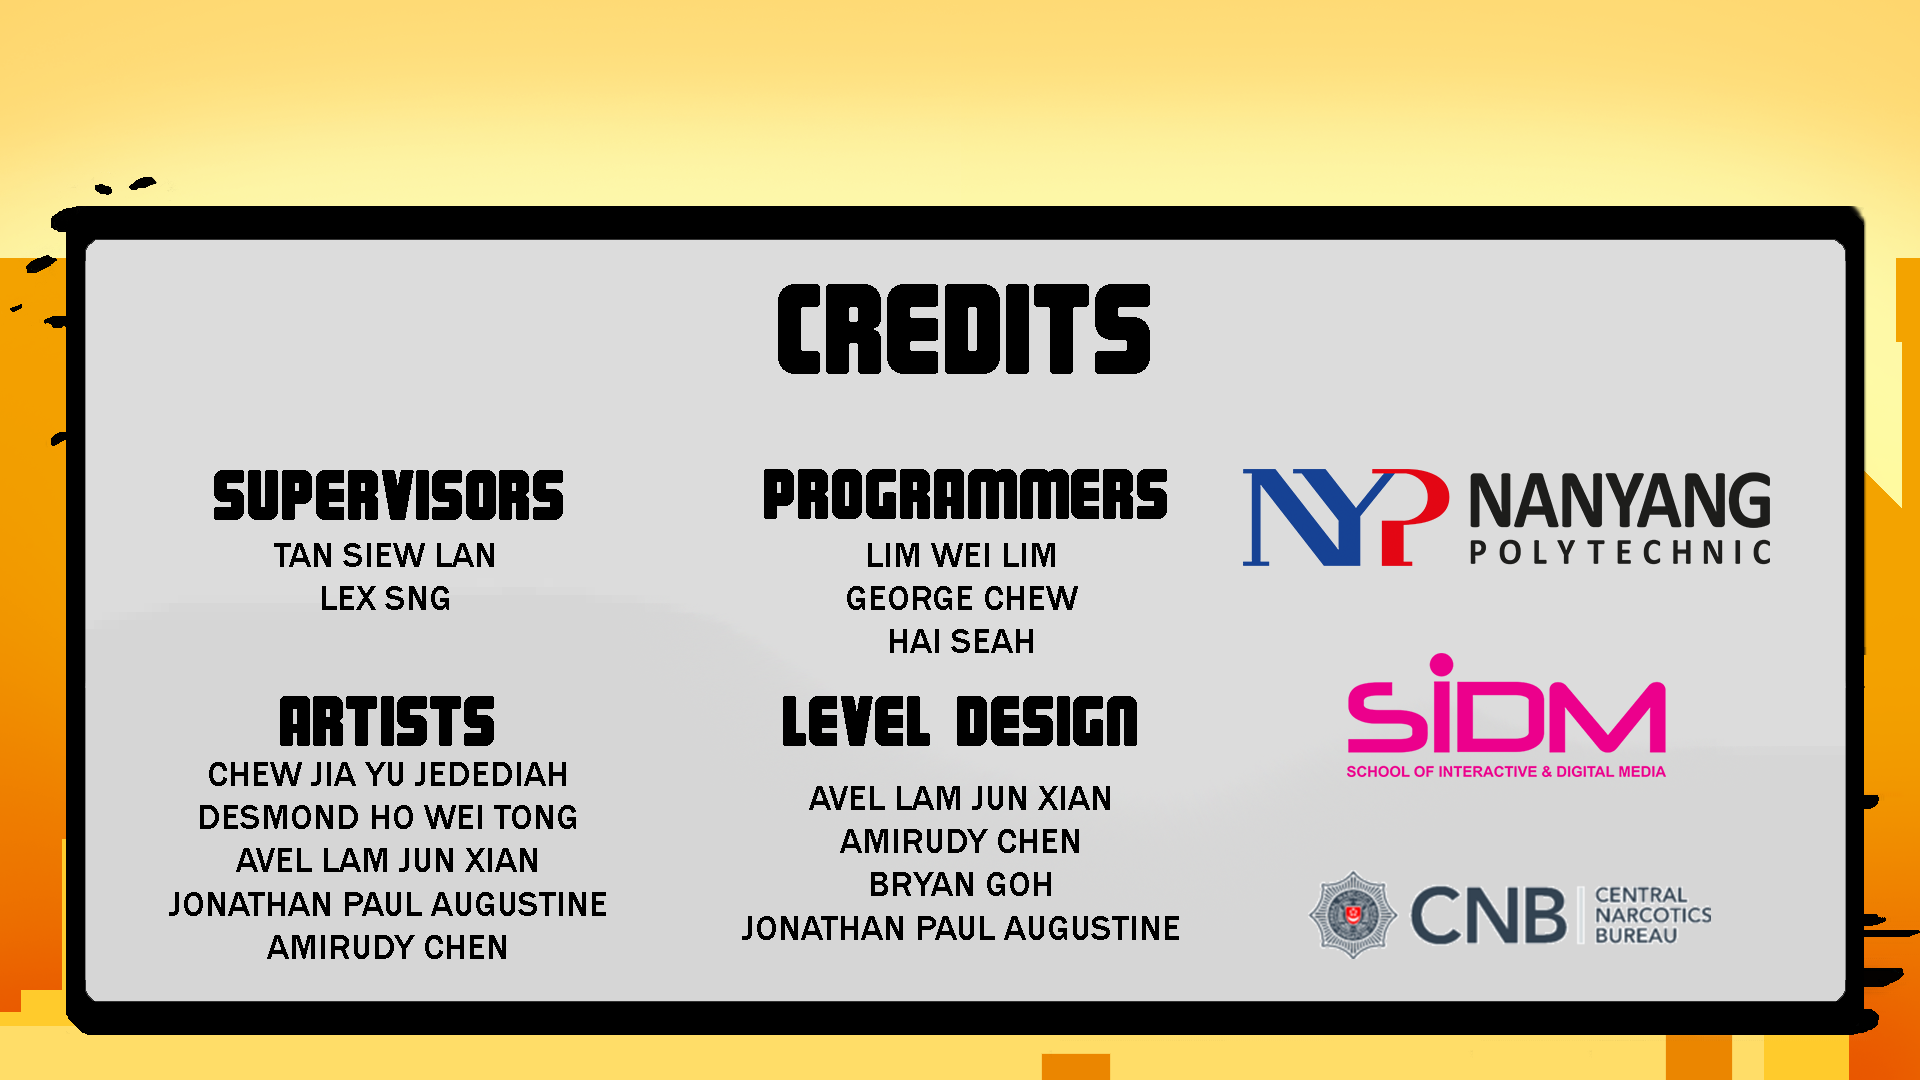 CREDITS
SUPERVISORS
TAN SIEW LAN
LEX SNG
PROGRAMMERS
LIM WEI LIM
GEORGE CHEW
HAI SEAH
ARTISTS
CHEW JIA YU JEDEDIAH
DESMOND HO WEI TONG
AVEL LAM JUN XIAN
JONATHAN PAUL AUGUSTINE
AMIRUDY CHEN
LEVEL DESIGN
AVEL LAM JUN XIAN
AMIRUDY CHEN
BRYAN GOH
JONATHAN PAUL AUGUSTINE
NYP NANYANG
POLYTECHNIC
SiDM
SCHOOL OF INTERACTIVE & DIGITAL MEDIA
CNB
CENTRAL
NARCOTICS
BUREAU